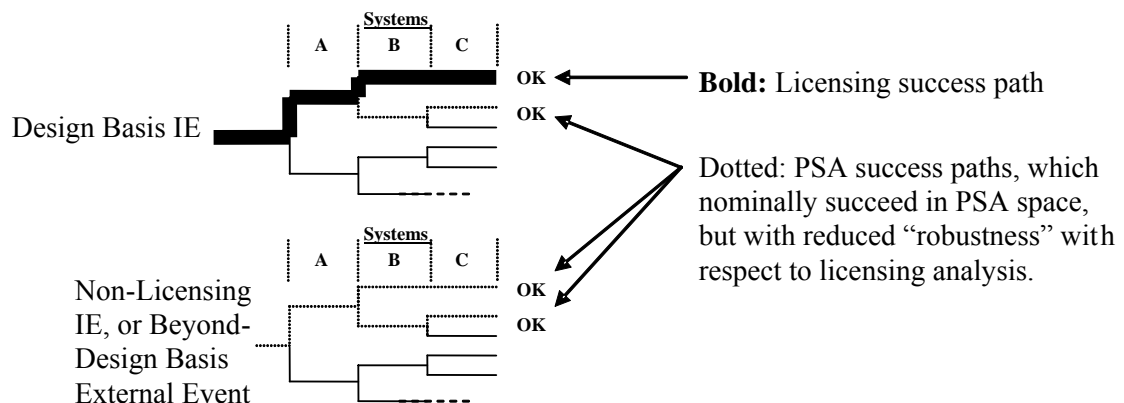 Systems
A B C
OK
OK
Design Basis IE
Bold: Licensing success path
Dotted: PSA success paths, which
nominally succeed in PSA space,
but with reduced “robustness” with
respect to licensing analysis.
Systems
A B C
OK
OK
Non-Licensing
IE, or Beyond-
Design Basis
External Event